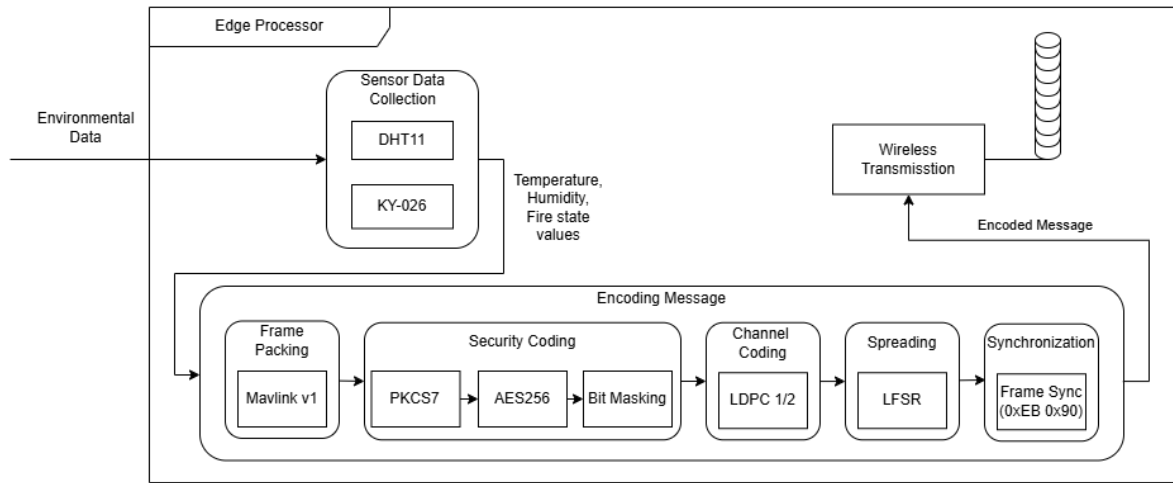 Edge Processor
Environmental
Data
Sensor Data
Collection
DHT11
KY-026
Temperature,
Humidity,
Fire state
values
Wireless
Transmisstion
Encoded Message
Encoding Message
Frame
Packing
Mavlink v1
Security Coding
PKCS7
AES256
Bit Masking
Channel
Coding
LDPC 1/2
Spreading
LFSR
Synchronization
Frame Sync
(0xEB 0x90)